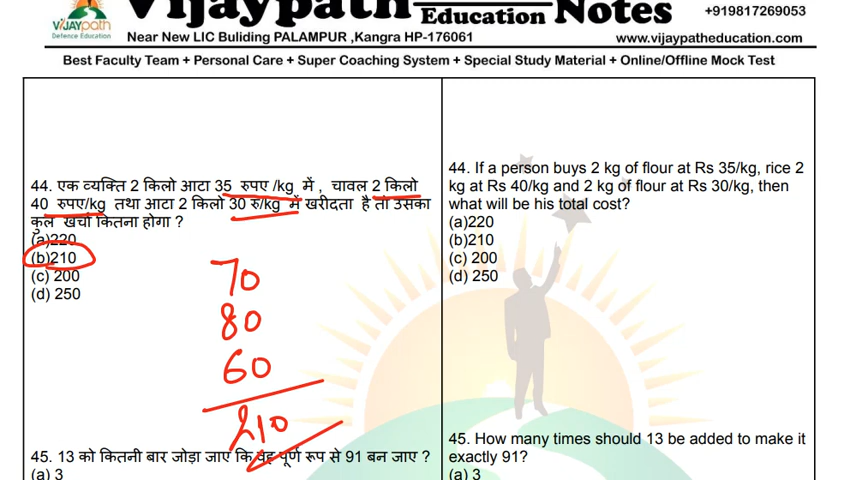 Vijaypath Education Notes
+919817269053
ViJAYpath
Defence Education
Near New LIC Buliding PALAMPUR ,Kangra HP-176061
www.vijaypatheducation.com
Best Faculty Team + Personal Care + Super Coaching System + Special Study Material + Online/Offline Mock Test
44. एक व्यक्ति 2 किलो आटा 35 रुपए /kg में , चावल 2 किलो
40 रुपए/kg तथा आटा 2 किलो 30 रु/kg में खरीदता है तो उसका
कुल खर्चा कितना होगा ?
(a)220
(b)210
(c) 200
(d) 250
70
80
60
210
45. 13 को कितनी बार जोड़ा जाए कि वह पूर्ण रूप से 91 बन जाए ?
(a) 3
44. If a person buys 2 kg of flour at Rs 35/kg, rice 2
kg at Rs 40/kg and 2 kg of flour at Rs 30/kg, then
what will be his total cost?
(a)220
(b)210
(c) 200
(d) 250
45. How many times should 13 be added to make it
exactly 91?
(a) 3